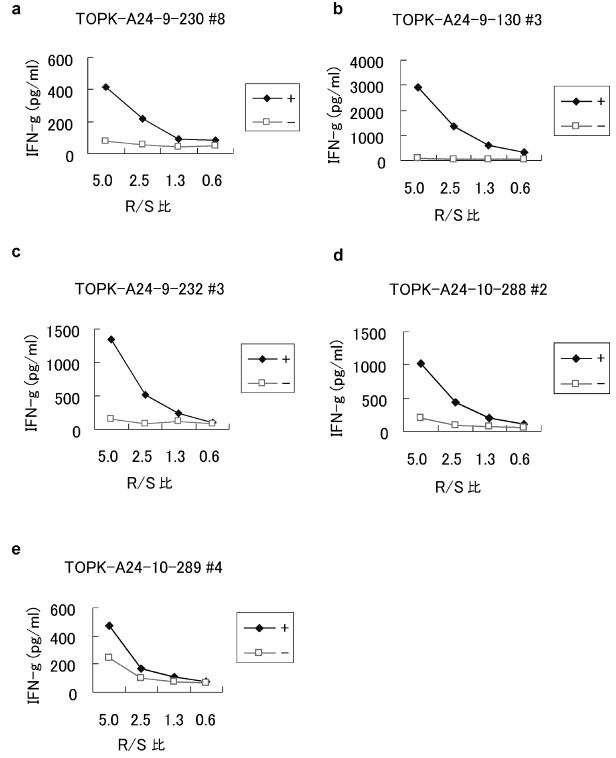 a
TOPK-A24-9-230 #8
IFN-g (pg/ml)
600
400
200
0
5.0 2.5 1.3 0.6
R/S 比
+
−
b
TOPK-A24-9-130 #3
IFN-g (pg/ml)
4000
3000
2000
1000
0
5.0 2.5 1.3 0.6
R/S 比
+
−
c
TOPK-A24-9-232 #3
IFN-g (pg/ml)
1500
1000
500
0
5.0 2.5 1.3 0.6
R/S 比
+
−
d
TOPK-A24-10-288 #2
IFN-g (pg/ml)
1500
1000
500
0
5.0 2.5 1.3 0.6
R/S 比
+
−
e
TOPK-A24-10-289 #4
IFN-g (pg/ml)
600
400
200
0
5.0 2.5 1.3 0.6
R/S 比
+
−